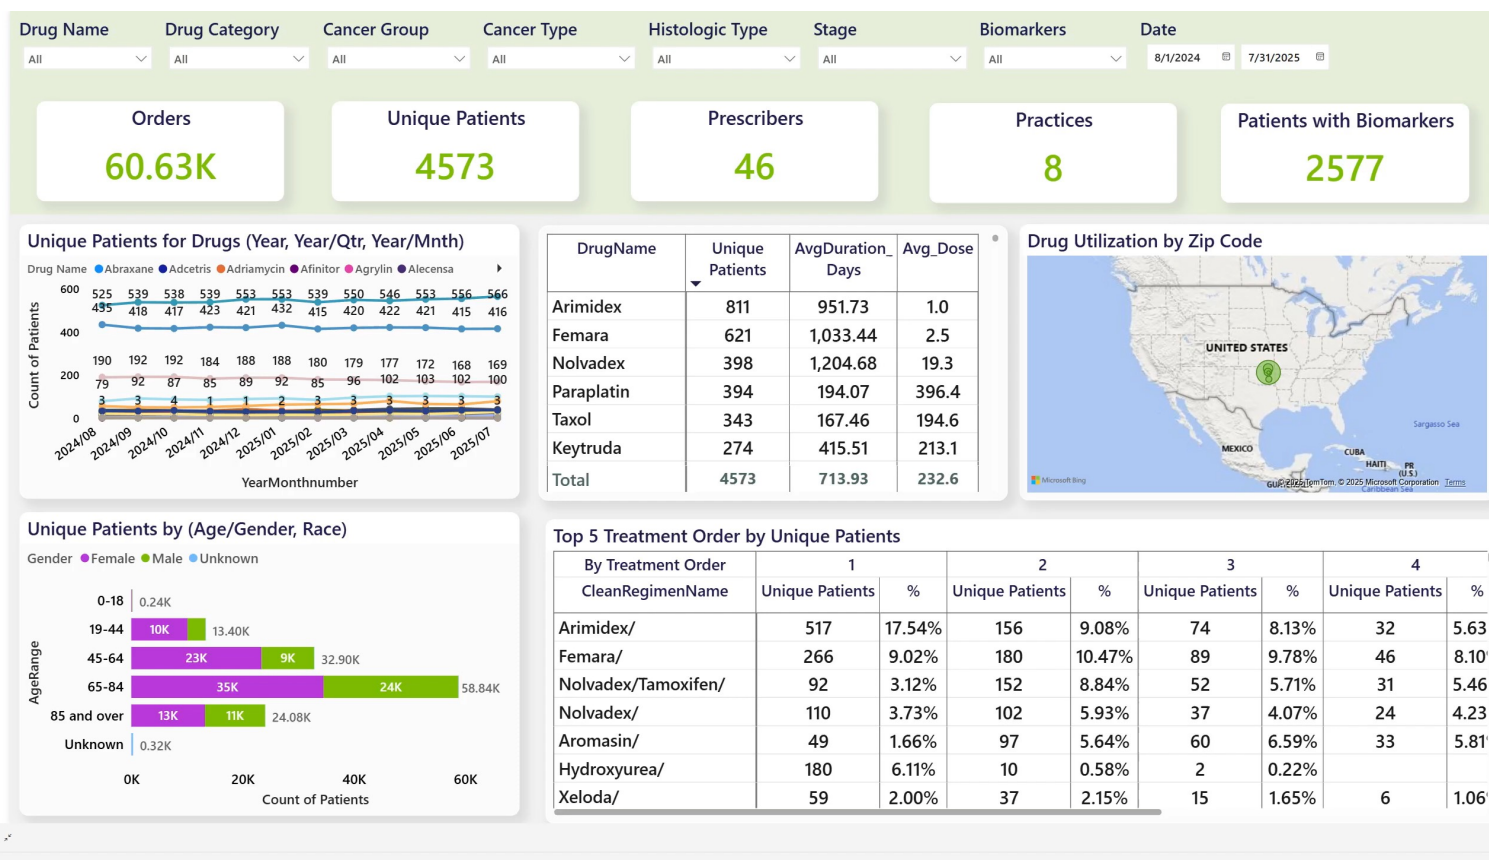 Drug Name Drug Category Cancer Group Cancer Type Histologic Type Stage Biomarkers Date
All All All All All All All 8/1/2024 7/31/2025
Orders Unique Patients Prescribers Practices Patients with Biomarkers
60.63K 4573 46 8 2577
Unique Patients for Drugs (Year, Year/Qtr, Year/Mnth)
Drug Name Abraxane Adcetris Adriamycin Afinitor Agrylin Alecensa
Count of Patients
600
400
200
0
525 539 538 539 553 553 539 550 546 553 556 566
435 418 417 423 421 432 415 420 422 421 415 416
190 192 192 184 188 188 180 179 177 172 168 169
79 92 87 85 89 92 85 96 102 103 102 100
3 3 4 1 1 2 3 3 3 3 3 3
2024/08 2024/09 2024/10 2024/11 2024/12 2025/01 2025/02 2025/03 2025/04 2025/05 2025/06 2025/07
YearMonthnumber
DrugName Unique Patients AvgDuration_Days Avg_Dose
Arimidex 811 951.73 1.0
Femara 621 1,033.44 2.5
Nolvadex 398 1,204.68 19.3
Paraplatin 394 194.07 396.4
Taxol 343 167.46 194.6
Keytruda 274 415.51 213.1
Total 4573 713.93 232.6
Drug Utilization by Zip Code
UNITED STATES
Sargasso Sea
MEXICO
CUBA
HAITI
PR
(U.S.)
Microsoft Bing
© 2025 TomTom, © 2025 Microsoft Corporation Terms
Caribbean Sea
Unique Patients by (Age/Gender, Race)
Gender Female Male Unknown
AgeRange
0-18 0.24K
19-44 10K 13.40K
45-64 23K 9K 32.90K
65-84 35K 24K 58.84K
85 and over 13K 11K 24.08K
Unknown 0.32K
0K 20K 40K 60K
Count of Patients
Top 5 Treatment Order by Unique Patients
By Treatment Order 1 2 3 4
CleanRegimenName Unique Patients % Unique Patients % Unique Patients % Unique Patients %
Arimidex/ 517 17.54% 156 9.08% 74 8.13% 32 5.63
Femara/ 266 9.02% 180 10.47% 89 9.78% 46 8.10
Nolvadex/Tamoxifen/ 92 3.12% 152 8.84% 52 5.71% 31 5.46
Nolvadex/ 110 3.73% 102 5.93% 37 4.07% 24 4.23
Aromasin/ 49 1.66% 97 5.64% 60 6.59% 33 5.81
Hydroxyurea/ 180 6.11% 10 0.58% 2 0.22%
Xeloda/ 59 2.00% 37 2.15% 15 1.65% 6 1.06